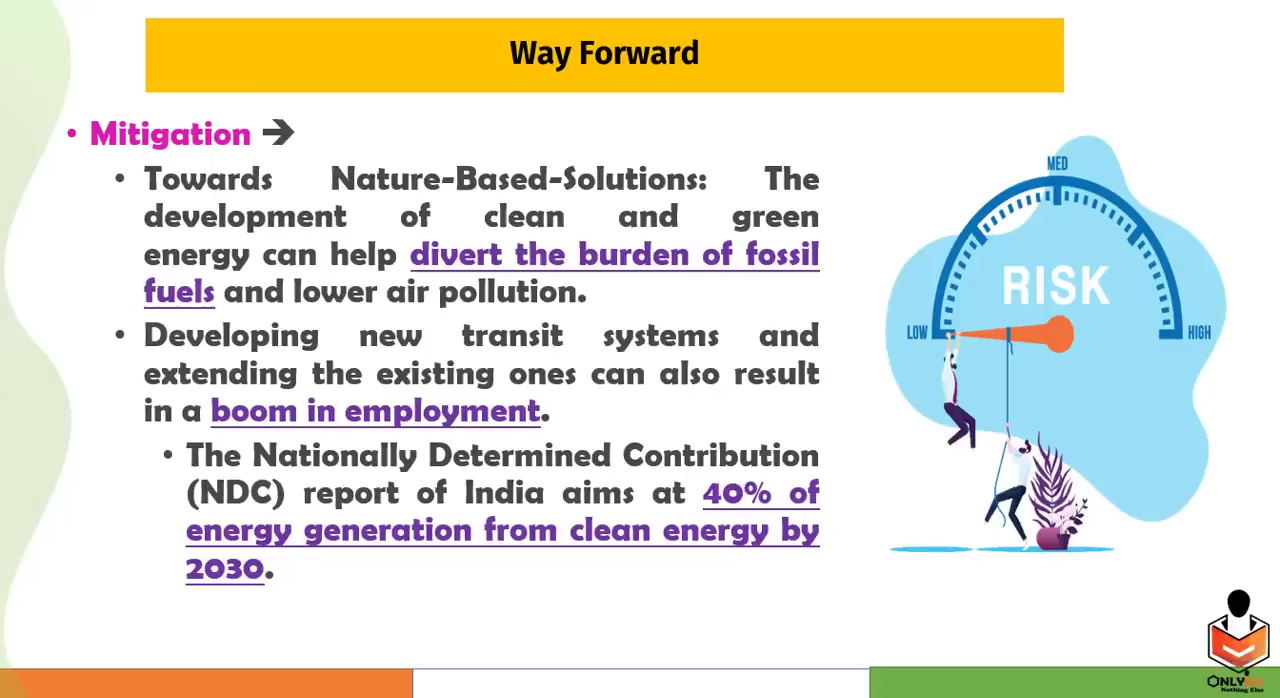 Way Forward
• Mitigation →
• Towards Nature-Based-Solutions: The
development of clean and green
energy can help divert the burden of fossil
fuels and lower air pollution.
• Developing new transit systems and
extending the existing ones can also result
in a boom in employment.
• The Nationally Determined Contribution
(NDC) report of India aims at 40% of
energy generation from clean energy by
2030.
MED
RISK
LOW
HIGH
ONLYIAS
Nothing Else